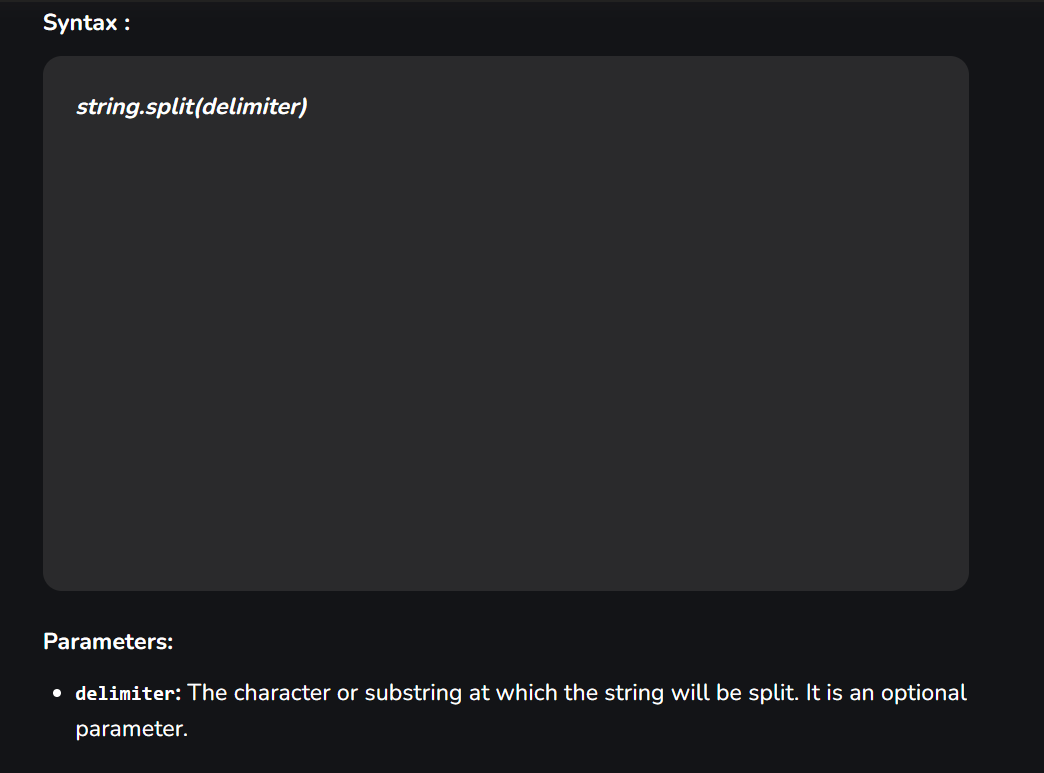 Syntax :
string.split(delimiter)
Parameters:
• delimiter: The character or substring at which the string will be split. It is an optional
parameter.